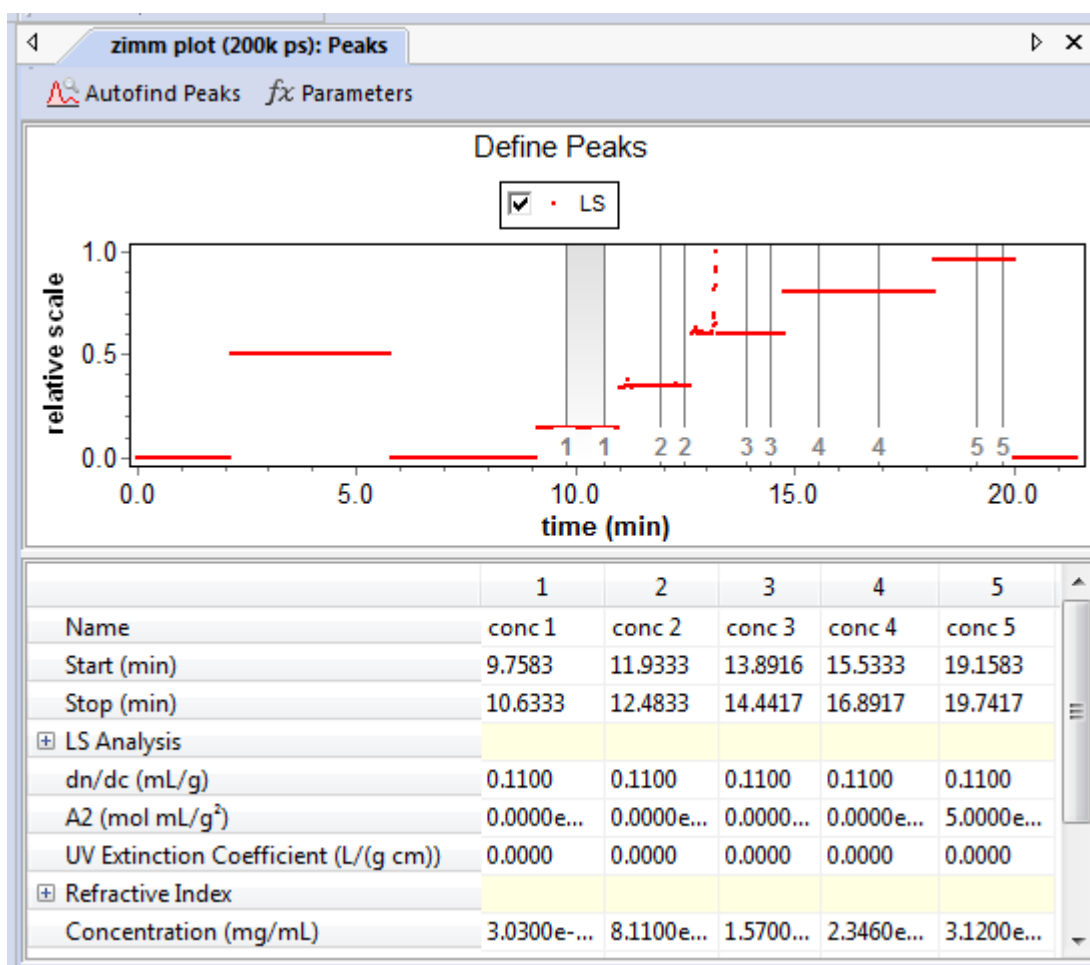 zimm plot (200k ps): Peaks
Autofind Peaks fx Parameters
Define Peaks
LS
1.0
0.5
0.0
relative scale
1 1 2 2 3 3 4 4 5 5
0.0 5.0 10.0 15.0 20.0
time (min)
1 2 3 4 5
Name conc 1 conc 2 conc 3 conc 4 conc 5
Start (min) 9.7583 11.9333 13.8916 15.5333 19.1583
Stop (min) 10.6333 12.4833 14.4417 16.8917 19.7417
LS Analysis
dn/dc (mL/g) 0.1100 0.1100 0.1100 0.1100 0.1100
A2 (mol mL/g²) 0.0000e... 0.0000e... 0.0000... 0.0000e... 5.0000e...
UV Extinction Coefficient (L/(g cm)) 0.0000 0.0000 0.0000 0.0000 0.0000
Refractive Index
Concentration (mg/mL) 3.0300e-... 8.1100e... 1.5700... 2.3460e... 3.1200e...